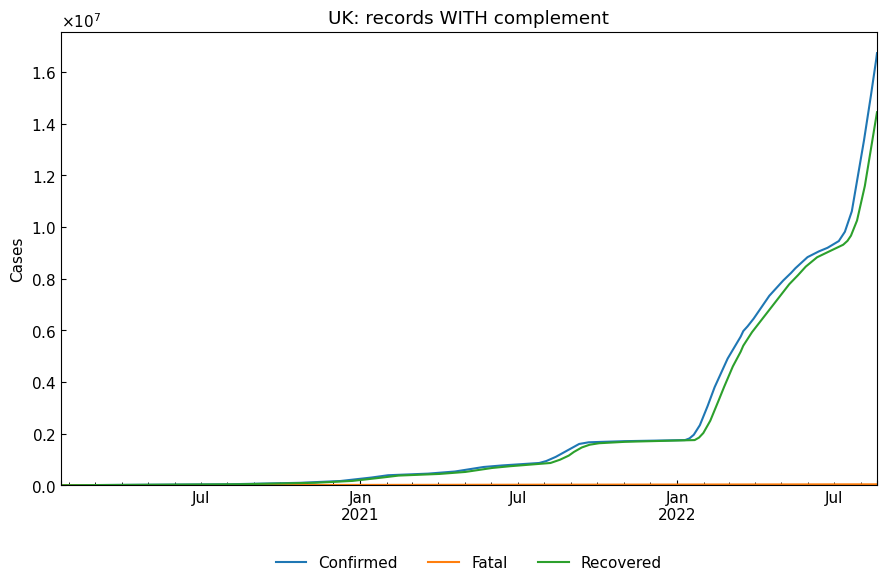 UK: records WITH complement
×10⁷
1.6
1.4
1.2
1.0
0.8
0.6
0.4
0.2
0.0
Cases
Jul
Jan
2021
Jul
Jan
2022
Jul
Confirmed
Fatal
Recovered